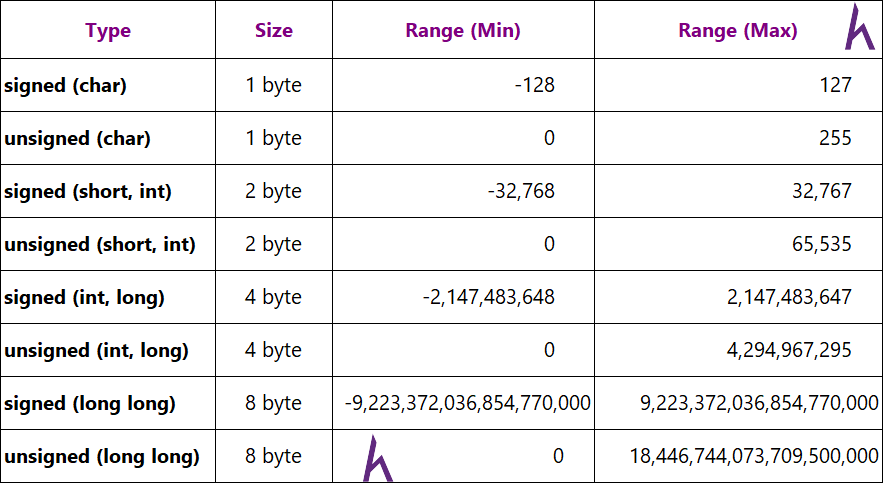 Type Size Range (Min) Range (Max)
signed (char) 1 byte -128 127
unsigned (char) 1 byte 0 255
signed (short, int) 2 byte -32,768 32,767
unsigned (short, int) 2 byte 0 65,535
signed (int, long) 4 byte -2,147,483,648 2,147,483,647
unsigned (int, long) 4 byte 0 4,294,967,295
signed (long long) 8 byte -9,223,372,036,854,770,000 9,223,372,036,854,770,000
unsigned (long long) 8 byte 0 18,446,744,073,709,500,000